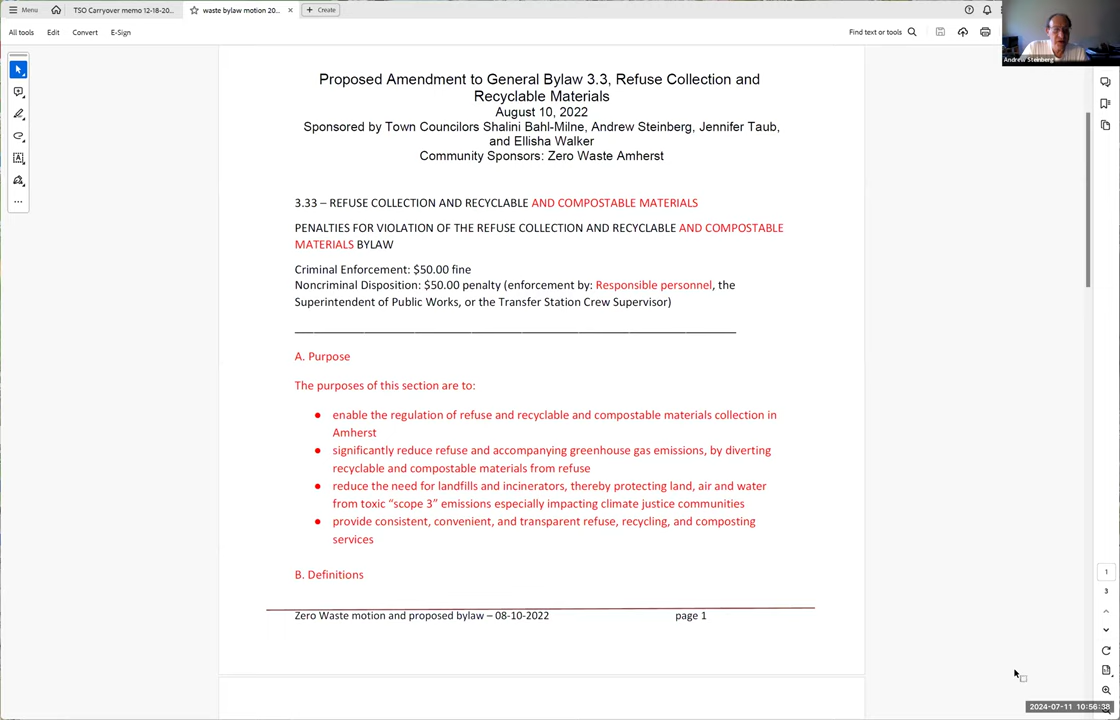 Menu
TSO Carryover memo 12-18-20...
waste bylaw motion 20...
Create
All tools
Edit
Convert
E-Sign
Find text or tools
Andrew Steinberg
Proposed Amendment to General Bylaw 3.3, Refuse Collection and
Recyclable Materials
August 10, 2022
Sponsored by Town Councilors Shalini Bahl-Milne, Andrew Steinberg, Jennifer Taub,
and Ellisha Walker
Community Sponsors: Zero Waste Amherst
3.33 – REFUSE COLLECTION AND RECYCLABLE AND COMPOSTABLE MATERIALS
PENALTIES FOR VIOLATION OF THE REFUSE COLLECTION AND RECYCLABLE AND COMPOSTABLE
MATERIALS BYLAW
Criminal Enforcement: $50.00 fine
Noncriminal Disposition: $50.00 penalty (enforcement by: Responsible personnel, the
Superintendent of Public Works, or the Transfer Station Crew Supervisor)
A. Purpose
The purposes of this section are to:
● enable the regulation of refuse and recyclable and compostable materials collection in
Amherst
● significantly reduce refuse and accompanying greenhouse gas emissions, by diverting
recyclable and compostable materials from refuse
● reduce the need for landfills and incinerators, thereby protecting land, air and water
from toxic “scope 3” emissions especially impacting climate justice communities
● provide consistent, convenient, and transparent refuse, recycling, and composting
services
B. Definitions
Zero Waste motion and proposed bylaw – 08-10-2022 page 1
1
3
2024-07-11 10:56:38